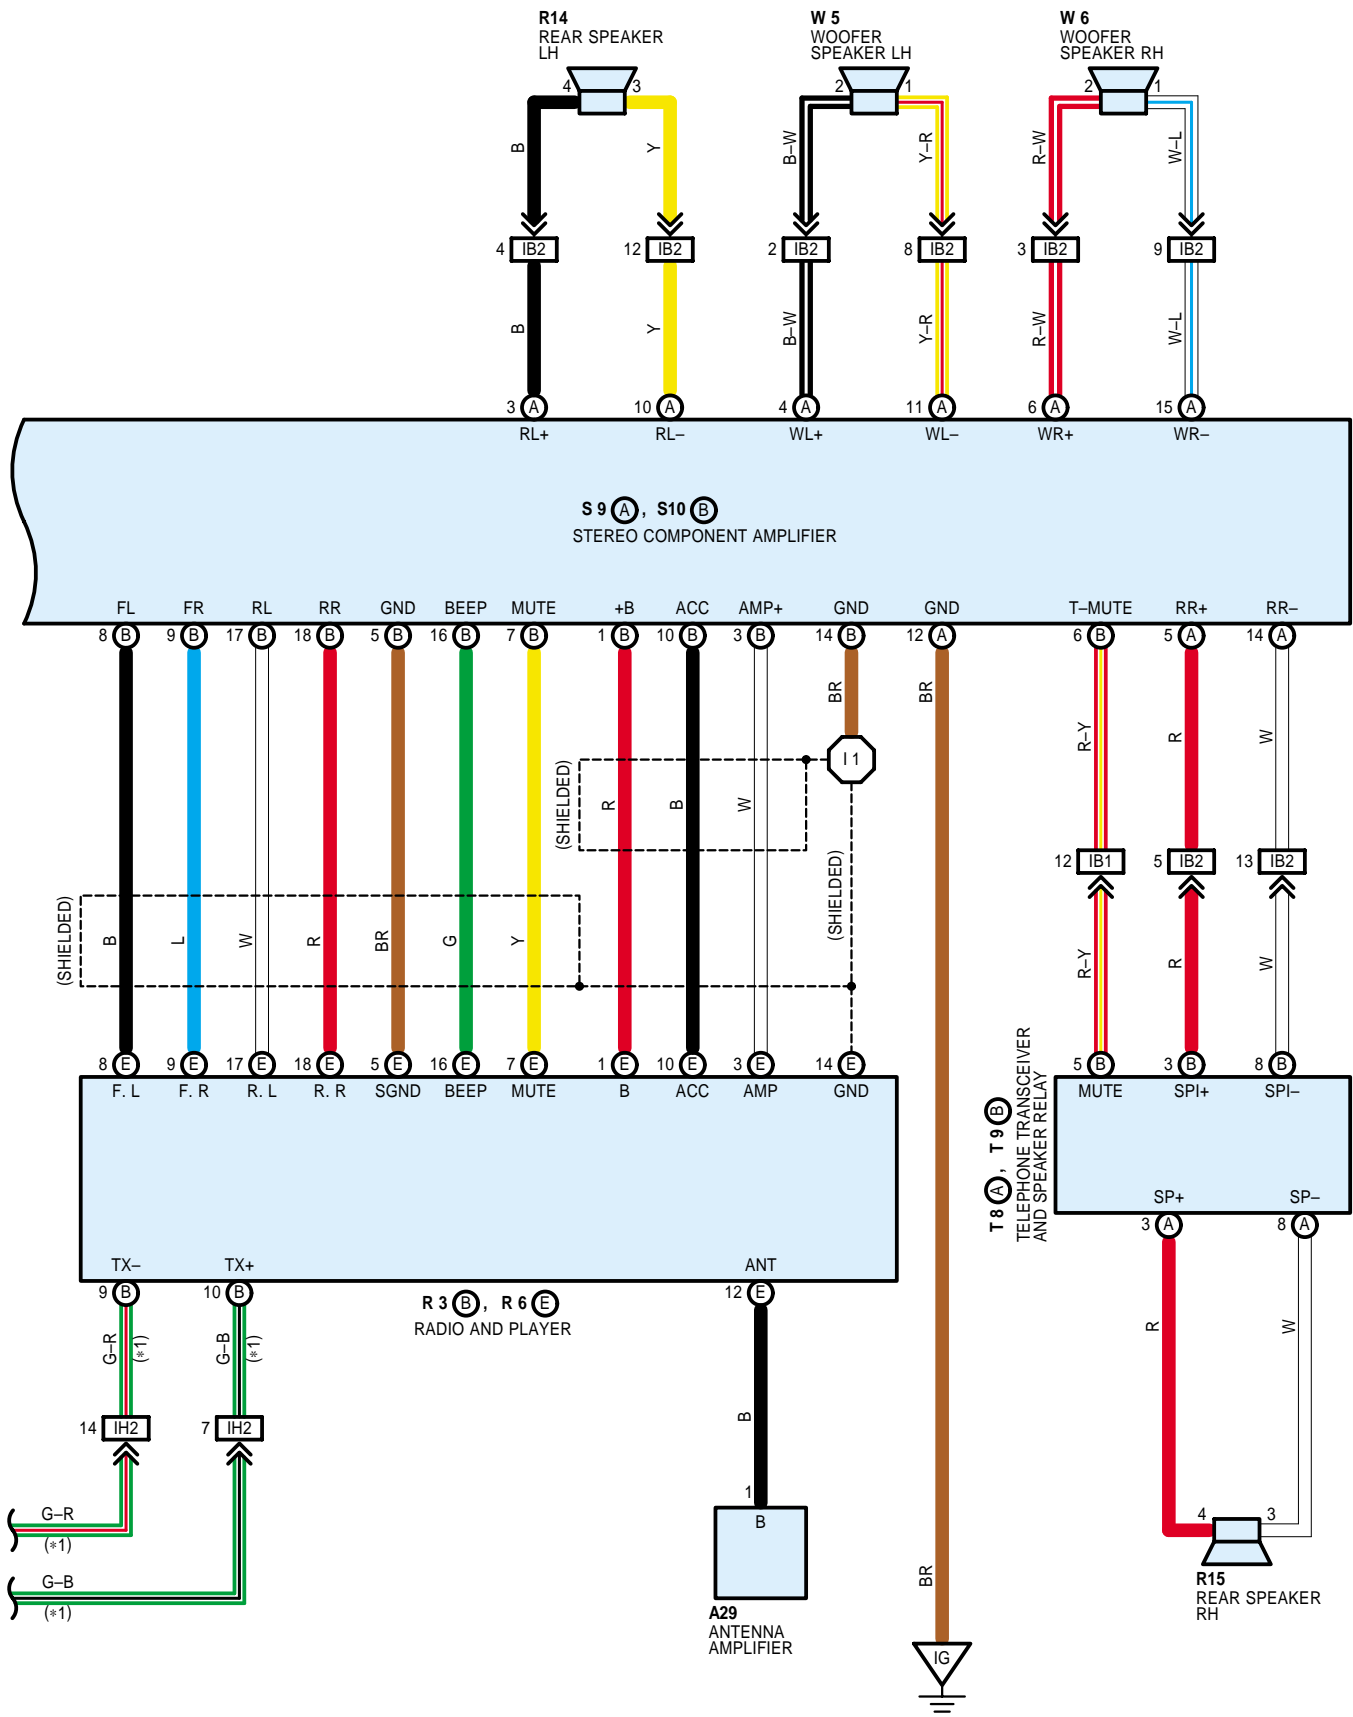 R14
REAR SPEAKER
LH
W 5
WOOFER
SPEAKER LH
W 6
WOOFER
SPEAKER RH
4 3
2 1
2 1
B Y B–W Y–R R–W W–L
4 IB2
12 IB2
2 IB2
8 IB2
3 IB2
9 IB2
B Y B–W Y–R R–W W–L
3 A
10 A
4 A
11 A
6 A
15 A
RL+ RL– WL+ WL– WR+ WR–
S 9 A , S10 B
STEREO COMPONENT AMPLIFIER
FL FR RL RR GND BEEP MUTE +B ACC AMP+ GND GND T–MUTE RR+ RR–
8 B
9 B
17 B
18 B
5 B
16 B
7 B
1 B
10 B
3 B
14 B
12 A
6 B
5 A
14 A
BR BR
R–Y R W
I 1
(SHIELDED)
R B W
12 IB1
5 IB2
13 IB2
(SHIELDED)
(SHIELDED)
B L W R BR G Y
R–Y R W
8 E
9 E
17 E
18 E
5 E
16 E
7 E
1 E
10 E
3 E
14 E
5 B
3 B
8 B
F. L F. R R. L R. R SGND BEEP MUTE B ACC AMP GND
MUTE SPI+ SPI–
T 8 A , T 9 B
TELEPHONE TRANSCEIVER
AND SPEAKER RELAY
SP+ SP–
3 A
8 A
TX– TX+ ANT
9 B
10 B
12 E
R 3 B , R 6 E
RADIO AND PLAYER
G–R
(*1)
G–B
(*1)
R W
B
14 IH2
7 IH2
1
B
G–R
(*1)
G–B
(*1)
4 3
R15
REAR SPEAKER
RH
BR
A29
ANTENNA
AMPLIFIER
IG